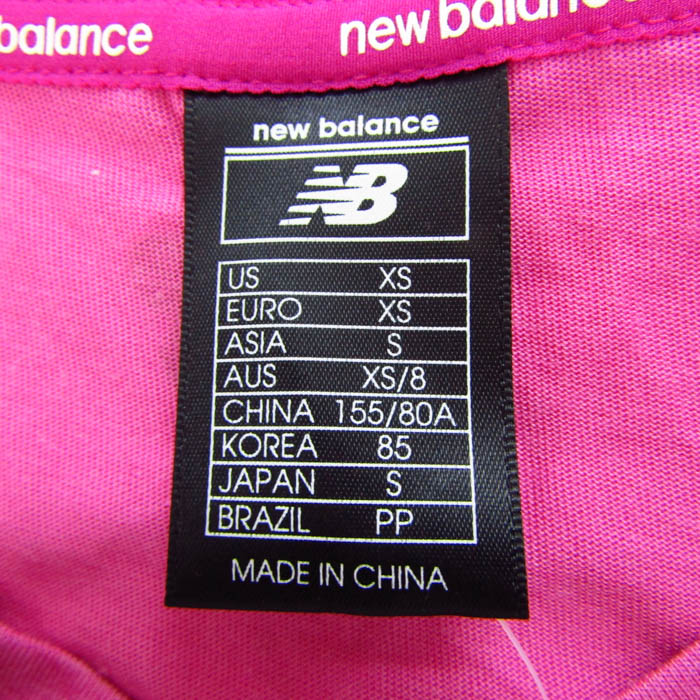 balance
new balance
new balance
NB
US XS
EURO XS
ASIA S
AUS XS/8
CHINA 155/80A
KOREA 85
JAPAN S
BRAZIL PP
MADE IN CHINA